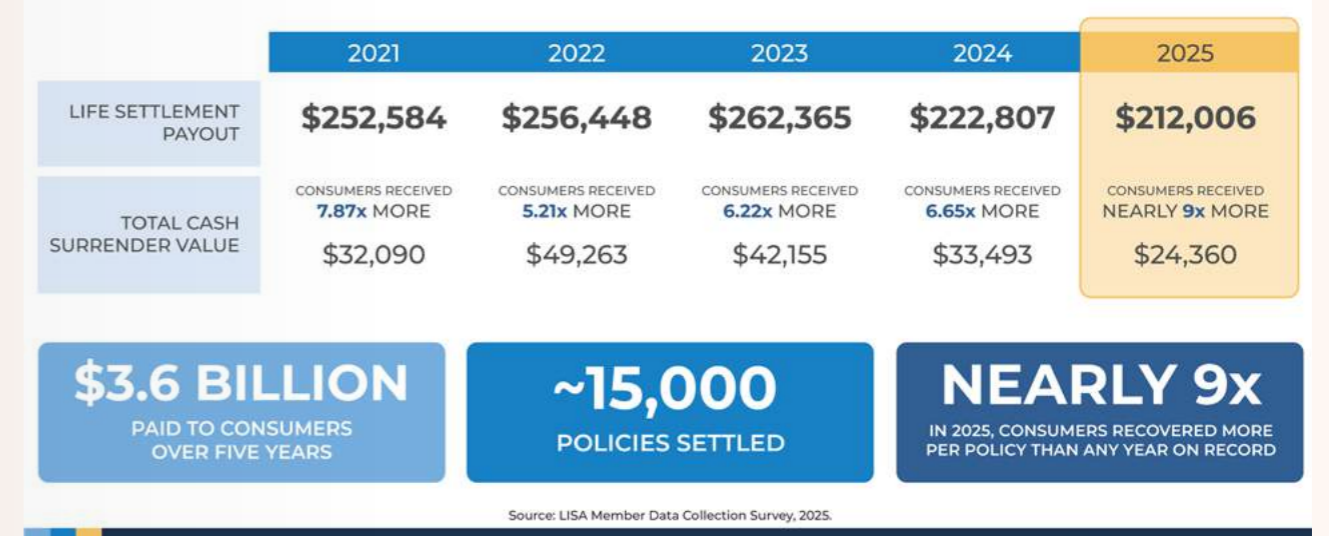 2021 2022 2023 2024 2025
LIFE SETTLEMENT
PAYOUT
$252,584 $256,448 $262,365 $222,807 $212,006
TOTAL CASH
SURRENDER VALUE
CONSUMERS RECEIVED CONSUMERS RECEIVED CONSUMERS RECEIVED CONSUMERS RECEIVED CONSUMERS RECEIVED
7.87x MORE 5.21x MORE 6.22x MORE 6.65x MORE NEARLY 9x MORE
$32,090 $49,263 $42,155 $33,493 $24,360
$3.6 BILLION
PAID TO CONSUMERS
OVER FIVE YEARS
~15,000
POLICIES SETTLED
NEARLY 9x
IN 2025, CONSUMERS RECOVERED MORE
PER POLICY THAN ANY YEAR ON RECORD
Source: LISA Member Data Collection Survey, 2025.